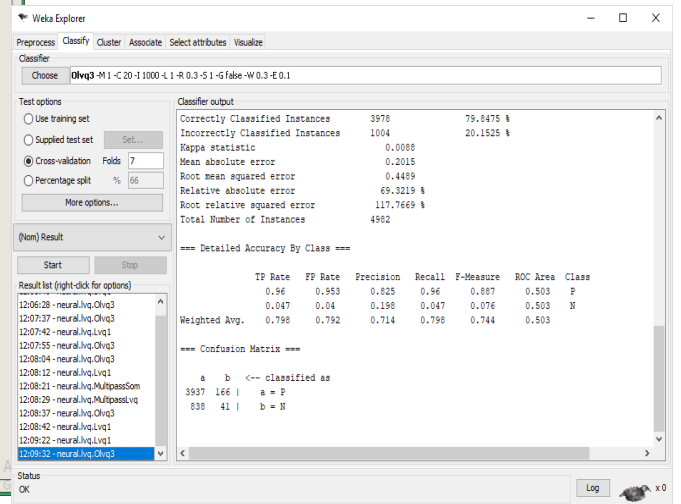 Weka Explorer
Preprocess Classify Cluster Associate Select attributes Visualize
Classifier
Choose Olvq3 -M 1 -C 20 -I 1000 -L 1 -R 0.3 -S 1 -G false -W 0.3 -E 0.1
Test options
Use training set
Supplied test set Set...
Cross-validation Folds 7
Percentage split % 66
More options...
(Nom) Result
Start Stop
Result list (right-click for options)
12:06:28 - neural.lvq.Olvq3
12:07:37 - neural.lvq.Olvq3
12:07:42 - neural.lvq.Lvq1
12:07:55 - neural.lvq.Olvq3
12:08:04 - neural.lvq.Olvq3
12:08:12 - neural.lvq.Lvq1
12:08:21 - neural.lvq.MultipassSom
12:08:29 - neural.lvq.MultipassLvq
12:08:37 - neural.lvq.Olvq3
12:08:42 - neural.lvq.Lvq1
12:09:22 - neural.lvq.Lvq1
12:09:32 - neural.lvq.Olvq3
Classifier output
Correctly Classified Instances 3978 79.8475 %
Incorrectly Classified Instances 1004 20.1525 %
Kappa statistic 0.0088
Mean absolute error 0.2015
Root mean squared error 0.4489
Relative absolute error 69.3219 %
Root relative squared error 117.7669 %
Total Number of Instances 4982
=== Detailed Accuracy By Class ===
TP Rate FP Rate Precision Recall F-Measure ROC Area Class
0.96 0.953 0.825 0.96 0.887 0.503 P
0.047 0.04 0.198 0.047 0.076 0.503 N
Weighted Avg. 0.798 0.792 0.714 0.798 0.744 0.503
=== Confusion Matrix ===
a b <-- classified as
3937 166 | a = P
838 41 | b = N
Status
OK
Log x 0